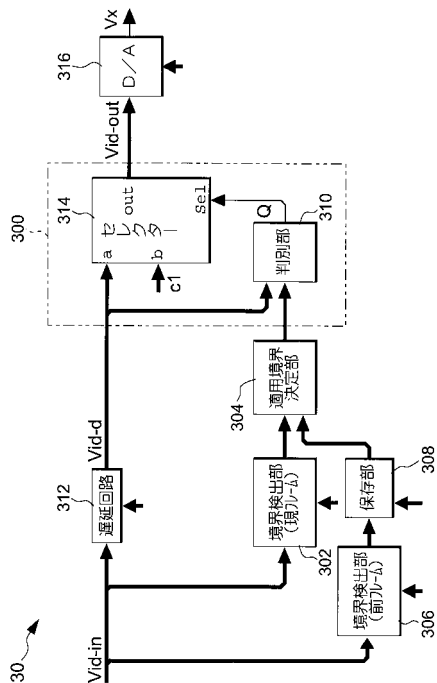 30
Vid-in
312
遅延回路
Vid-d
300
314
a セレクター out
b
Sel
c1
Vid-out
316
D/A
Vx
Q
判別部
310
304
適用境界
決定部
境界検出部
(現フレーム)
302
保存部
308
境界検出部
(前フレーム)
306